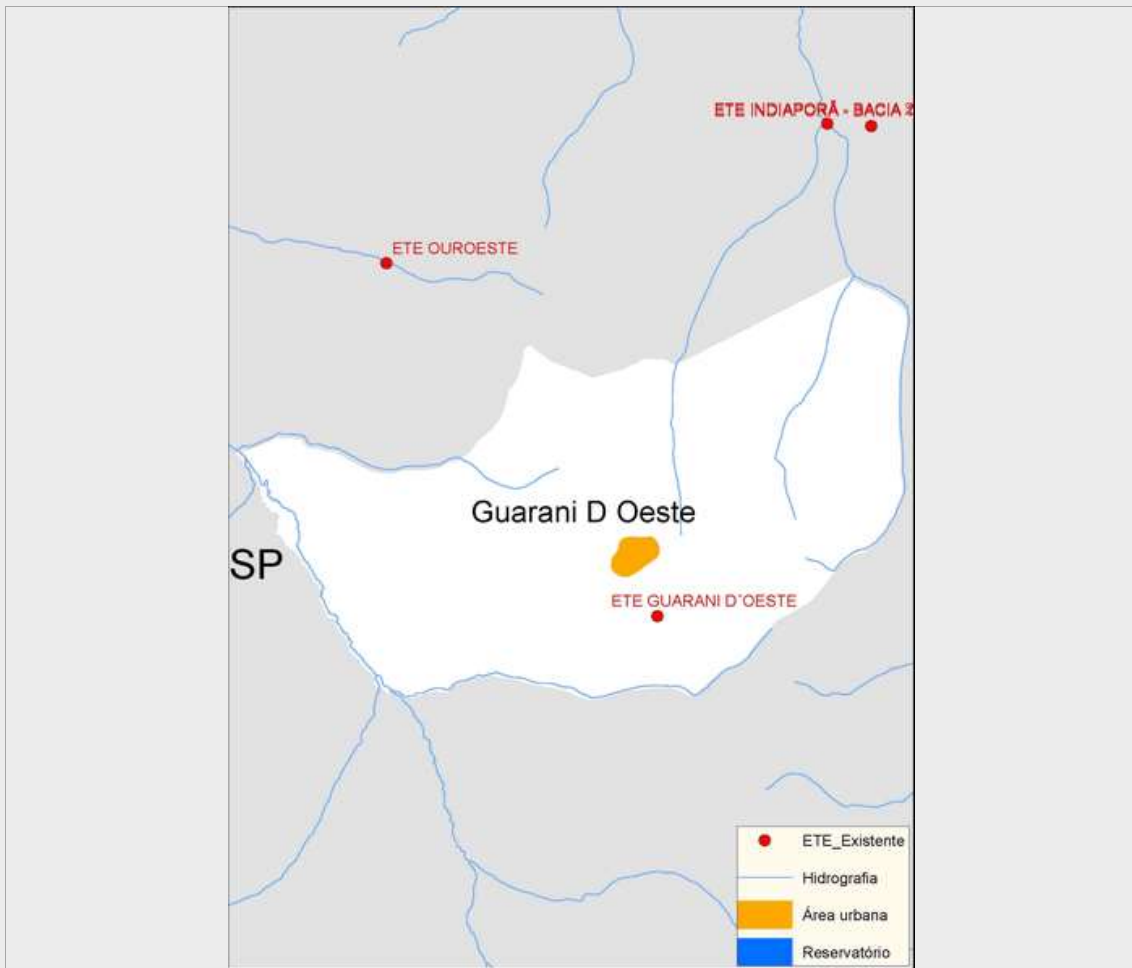 ETE INDIAPORÃ - BACIA
ETE OUROESTE
Guarani D Oeste
SP
ETE GUARANI D´OESTE
ETE_Existente
Hidrografia
Área urbana
Reservatório